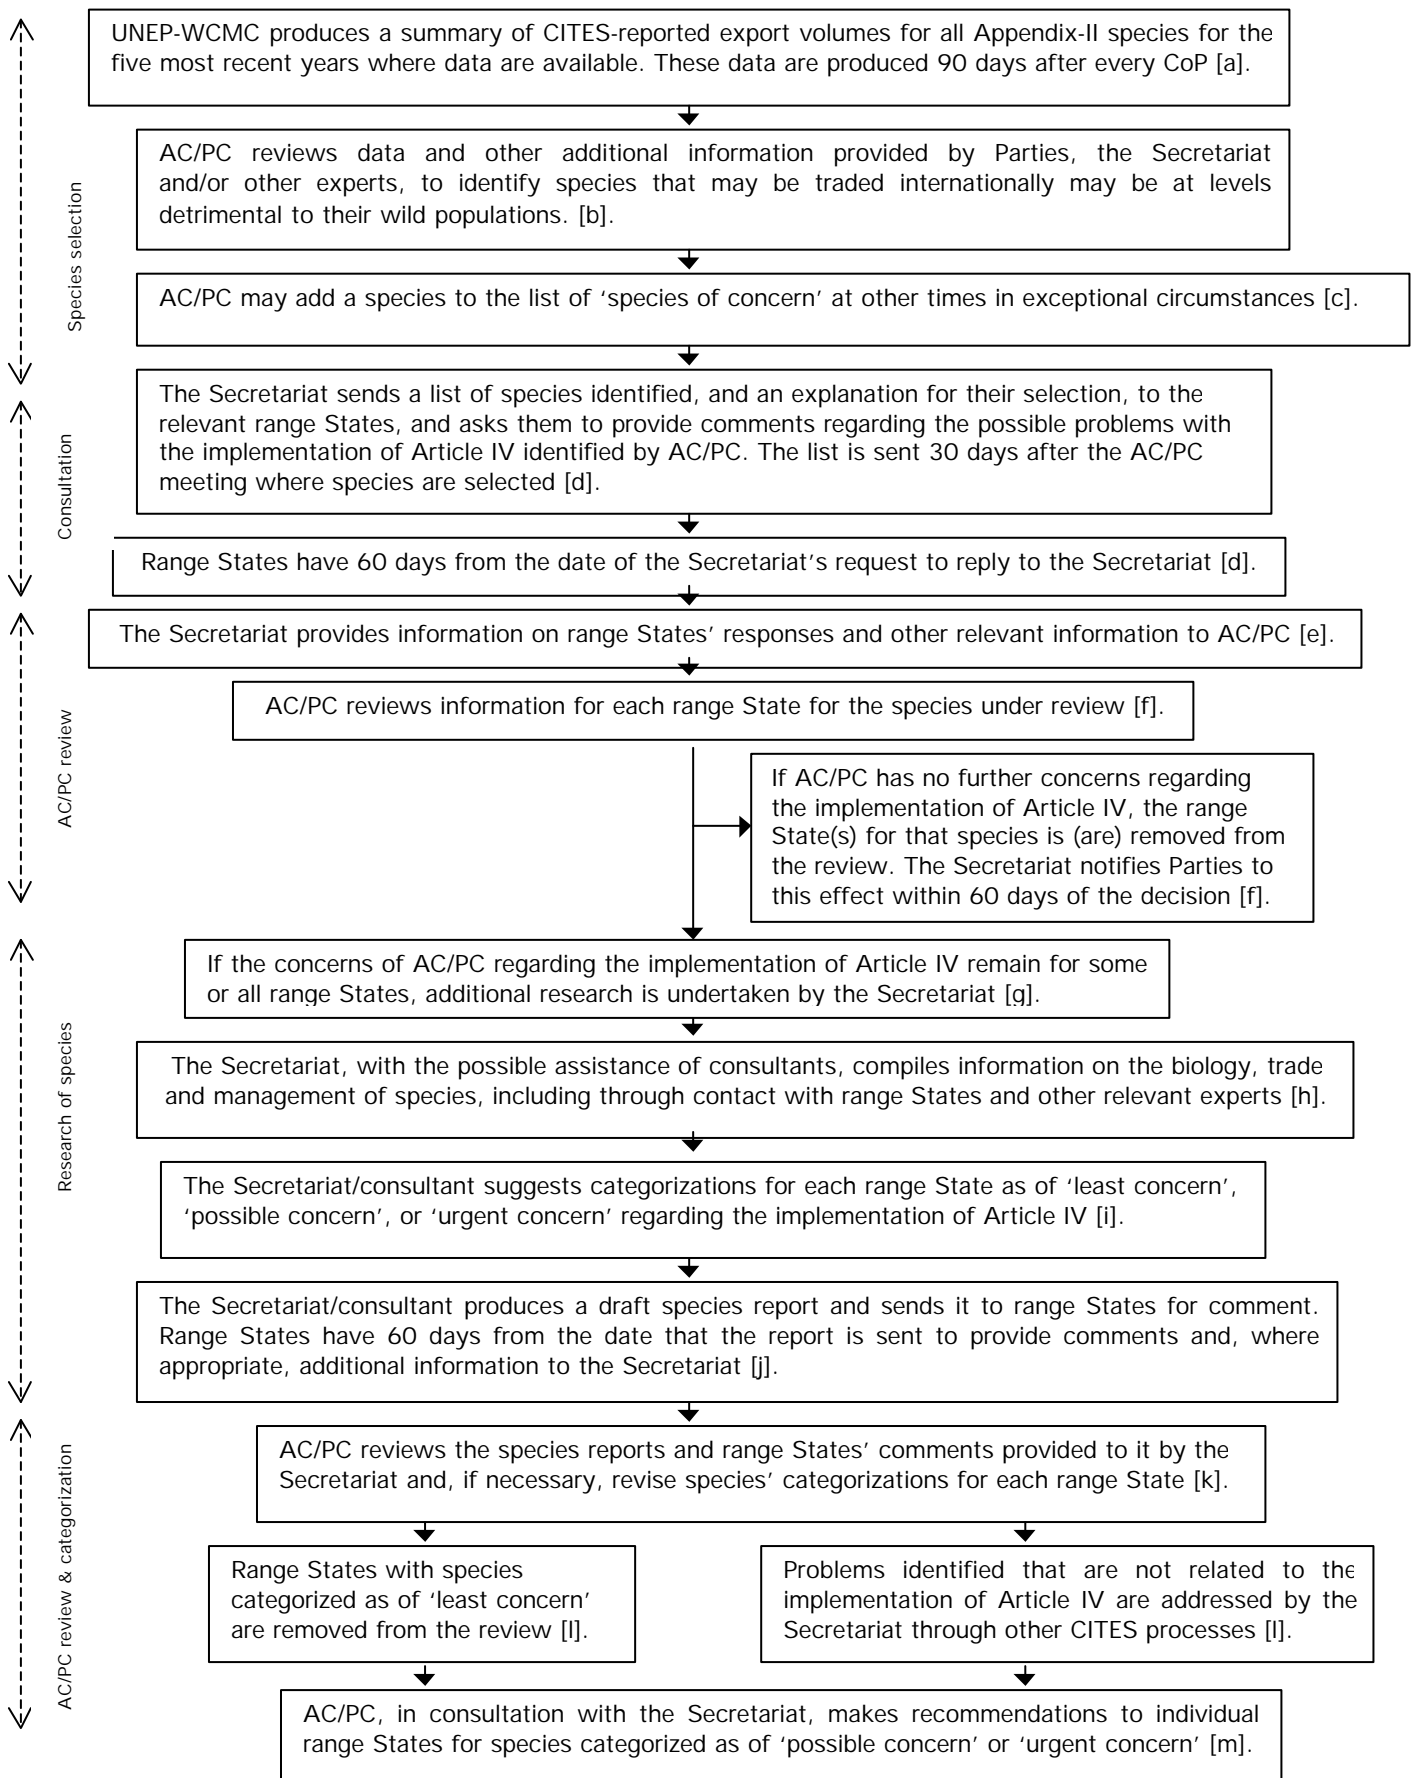 UNEP-WCMC produces a summary of CITES-reported export volumes for all Appendix-II species for the
five most recent years where data are available. These data are produced 90 days after every CoP [a].
AC/PC reviews data and other additional information provided by Parties, the Secretariat
and/or other experts, to identify species that may be traded internationally may be at levels
detrimental to their wild populations. [b].
Species selection
AC/PC may add a species to the list of ‘species of concern’ at other times in exceptional circumstances [c].
The Secretariat sends a list of species identified, and an explanation for their selection, to the
relevant range States, and asks them to provide comments regarding the possible problems with
the implementation of Article IV identified by AC/PC. The list is sent 30 days after the AC/PC
meeting where species are selected [d].
Consultation
Range States have 60 days from the date of the Secretariat’s request to reply to the Secretariat [d].
The Secretariat provides information on range States’ responses and other relevant information to AC/PC [e].
AC/PC reviews information for each range State for the species under review [f].
AC/PC review
If AC/PC has no further concerns regarding
the implementation of Article IV, the range
State(s) for that species is (are) removed from
the review. The Secretariat notifies Parties to
this effect within 60 days of the decision [f].
If the concerns of AC/PC regarding the implementation of Article IV remain for some
or all range States, additional research is undertaken by the Secretariat [g].
Research of species
The Secretariat, with the possible assistance of consultants, compiles information on the biology, trade
and management of species, including through contact with range States and other relevant experts [h].
The Secretariat/consultant suggests categorizations for each range State as of ‘least concern’,
‘possible concern’, or ‘urgent concern’ regarding the implementation of Article IV [i].
The Secretariat/consultant produces a draft species report and sends it to range States for comment.
Range States have 60 days from the date that the report is sent to provide comments and, where
appropriate, additional information to the Secretariat [j].
AC/PC review & categorization
AC/PC reviews the species reports and range States’ comments provided to it by the
Secretariat and, if necessary, revise species’ categorizations for each range State [k].
Range States with species
categorized as of ‘least concern’
are removed from the review [l].
Problems identified that are not related to the
implementation of Article IV are addressed by the
Secretariat through other CITES processes [l].
AC/PC, in consultation with the Secretariat, makes recommendations to individual
range States for species categorized as of ‘possible concern’ or ‘urgent concern’ [m].